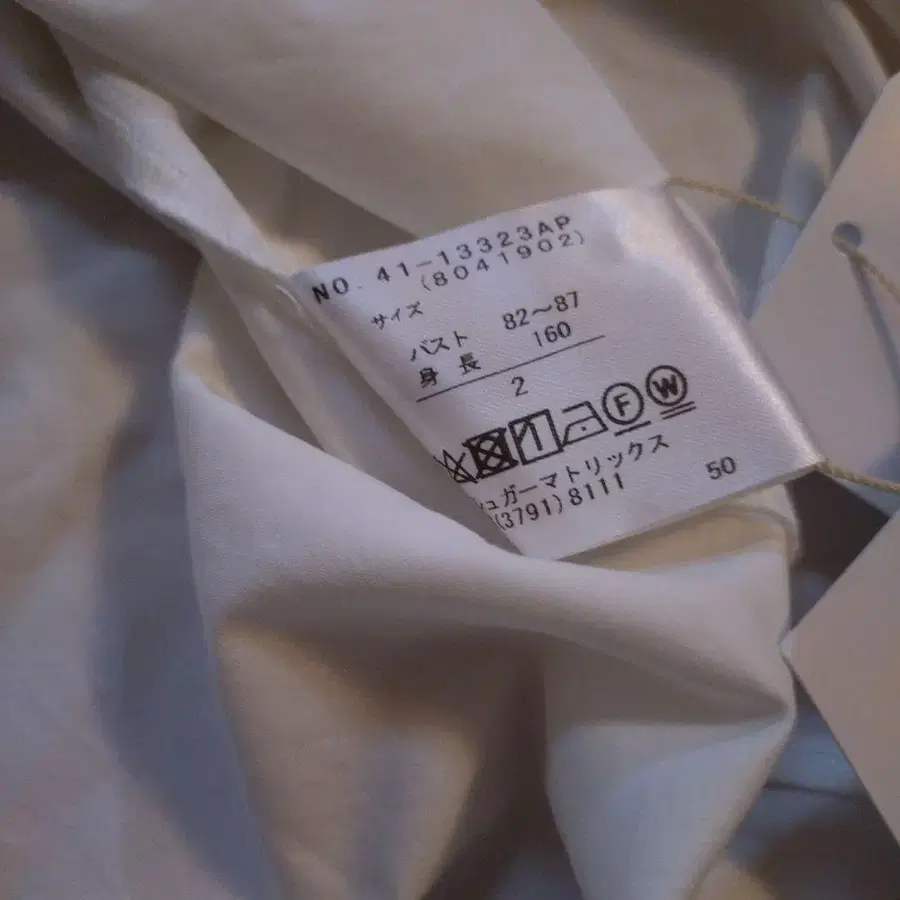 NO. 41-13323AP
(8041902)
サイズ
バスト 82～87
身 長 160
2
F W
ュガーマトリックス
(3791)8111 50